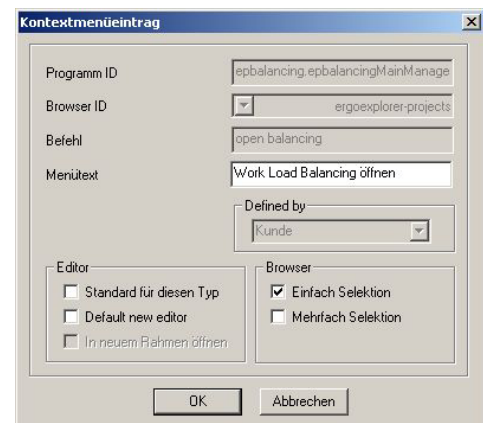 Kontextmenüeintrag
Programm ID epbalancing.epbalancingMainManage
Browser ID ergoexplorer-projects
Befehl open balancing
Menütext Work Load Balancing öffnen
Defined by
Kunde
Editor
Standard für diesen Typ
Default new editor
In neuem Rahmen öffnen
Browser
Einfach Selektion
Mehrfach Selektion
OK Abbrechen